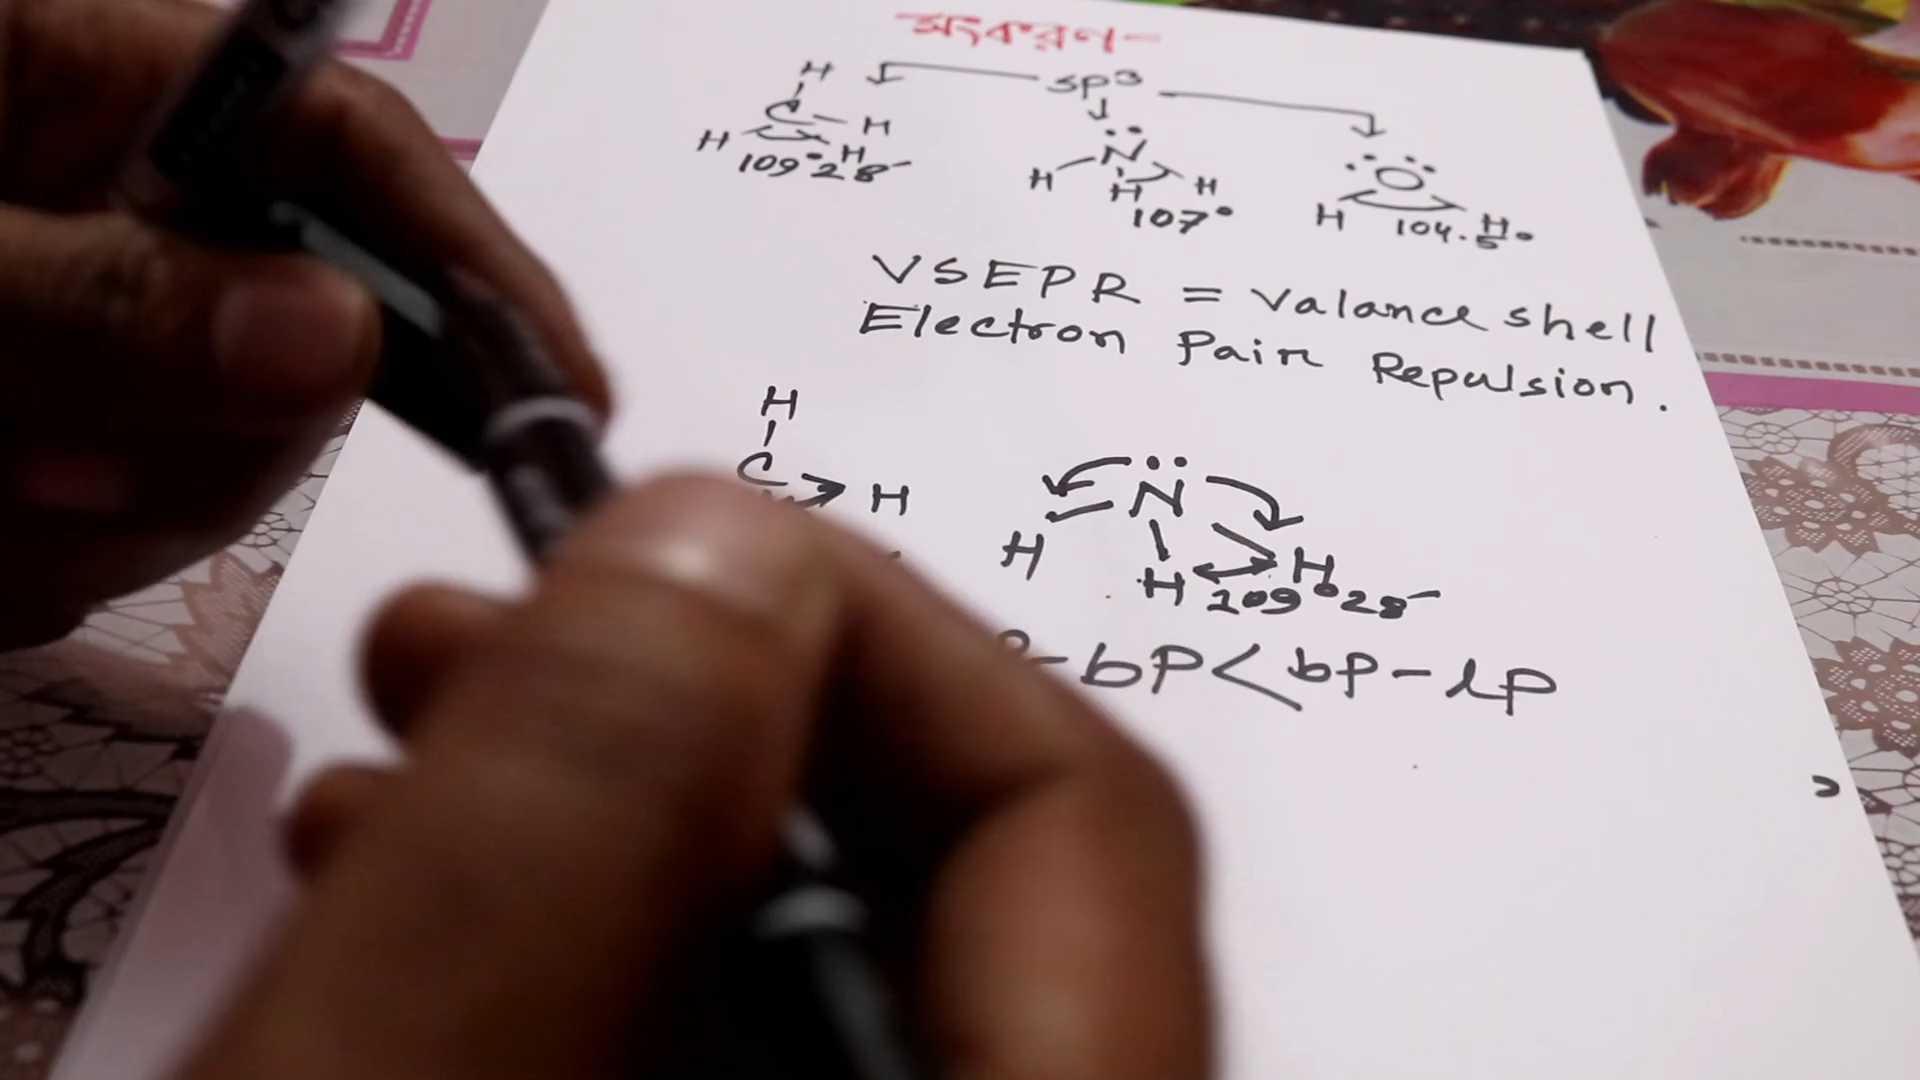 সংকরণ-
sp³
H
C - H
H H
109°28'
N
H H H
107°
O
H H
104.5°
VSEPR = Valance shell
Electron Pair Repulsion.
H
C H
N
H H H
109°28'
-bP<bP-lP